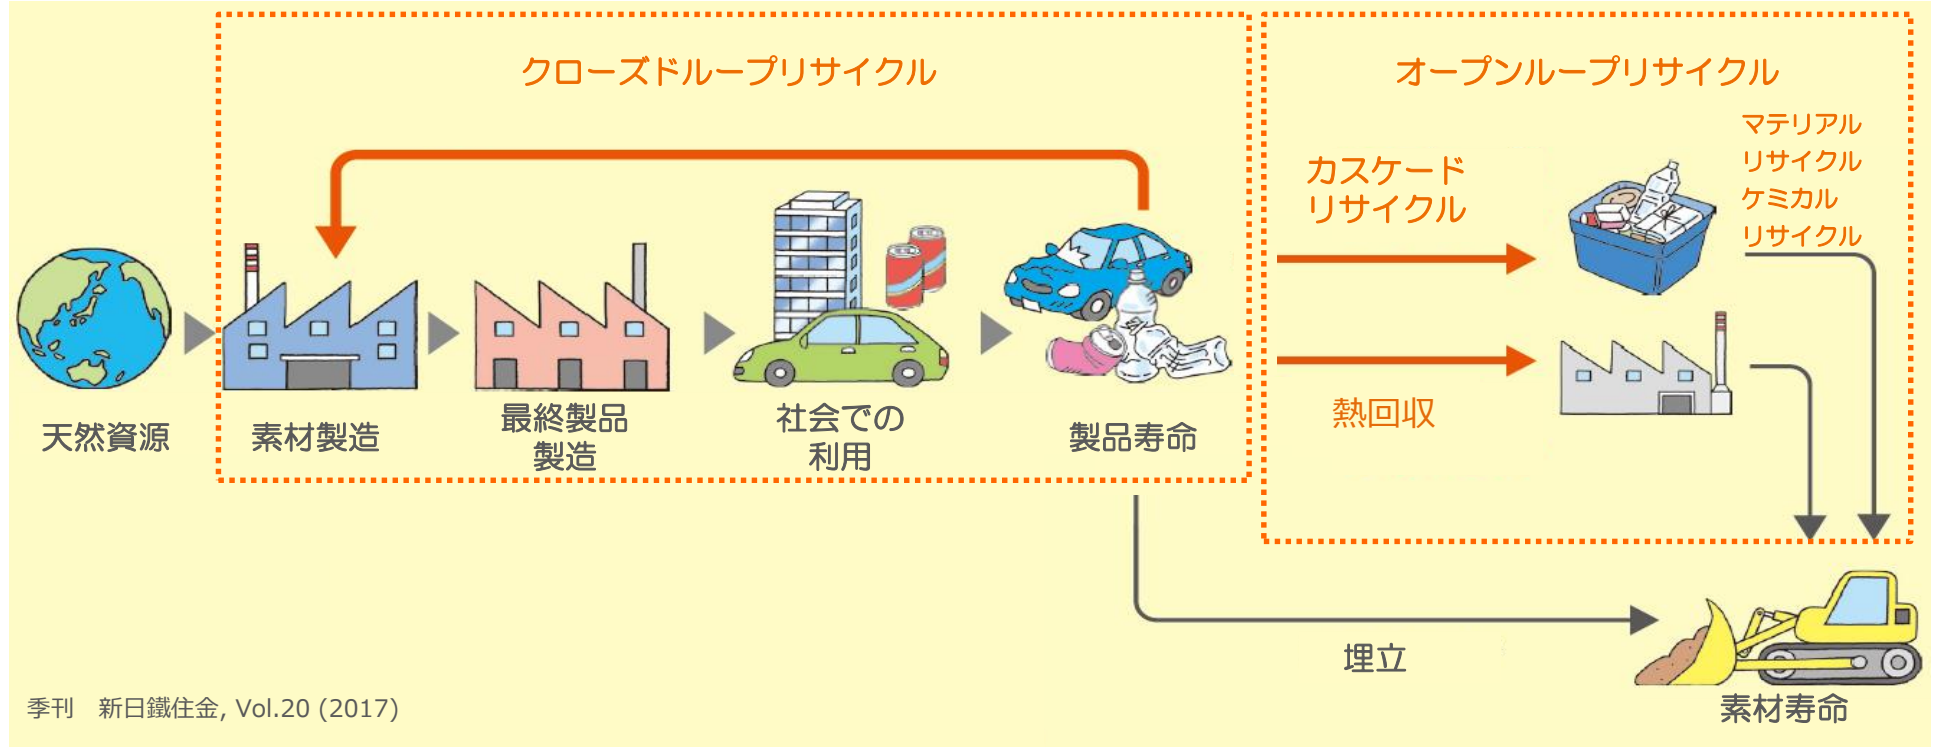 クローズドループリサイクル
オープンループリサイクル
マテリアル
リサイクル
ケミカル
リサイクル
カスケード
リサイクル
熱回収
天然資源
素材製造
最終製品
製造
社会での
利用
製品寿命
埋立
素材寿命
季刊　新日鐵住金, Vol.20 (2017)